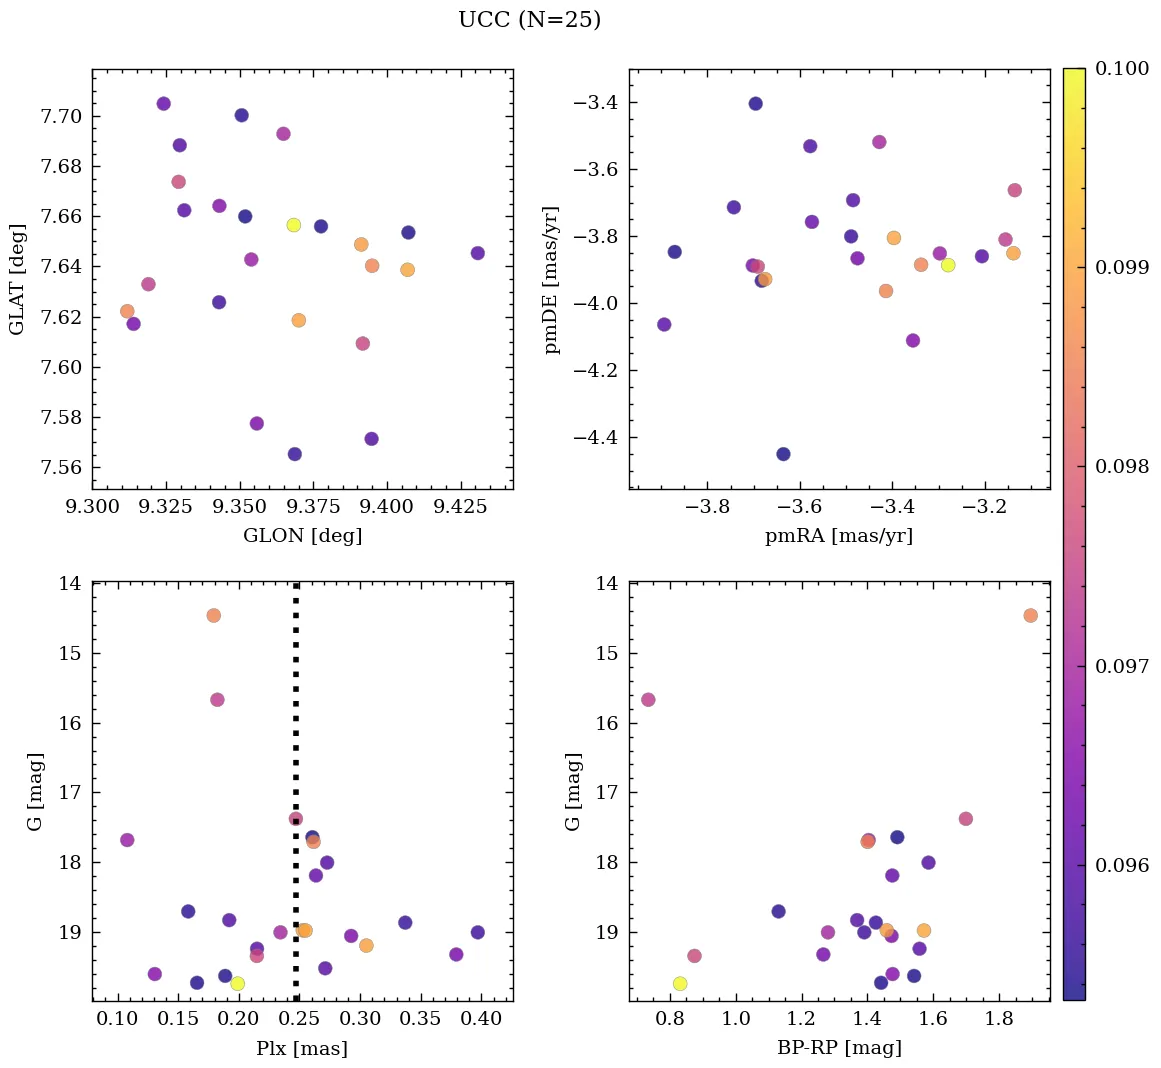 UCC (N=25)
7.70
7.68
7.66
7.64
7.62
7.60
7.58
7.56
GLAT [deg]
9.300 9.325 9.350 9.375 9.400 9.425
GLON [deg]
−3.4
−3.6
−3.8
−4.0
−4.2
−4.4
pmDE [mas/yr]
−3.8 −3.6 −3.4 −3.2
pmRA [mas/yr]
14
15
16
17
18
19
G [mag]
0.10 0.15 0.20 0.25 0.30 0.35 0.40
Plx [mas]
14
15
16
17
18
19
G [mag]
0.8 1.0 1.2 1.4 1.6 1.8
BP-RP [mag]
0.100
0.099
0.098
0.097
0.096